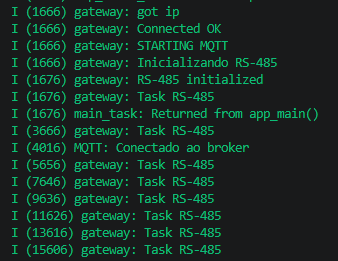 I (1666) gateway: got ip
I (1666) gateway: Connected OK
I (1666) gateway: STARTING MQTT
I (1666) gateway: Inicializando RS-485
I (1676) gateway: RS-485 initialized
I (1676) gateway: Task RS-485
I (1676) main_task: Returned from app_main()
I (3666) gateway: Task RS-485
I (4016) MQTT: Conectado ao broker
I (5656) gateway: Task RS-485
I (7646) gateway: Task RS-485
I (9636) gateway: Task RS-485
I (11626) gateway: Task RS-485
I (13616) gateway: Task RS-485
I (15606) gateway: Task RS-485